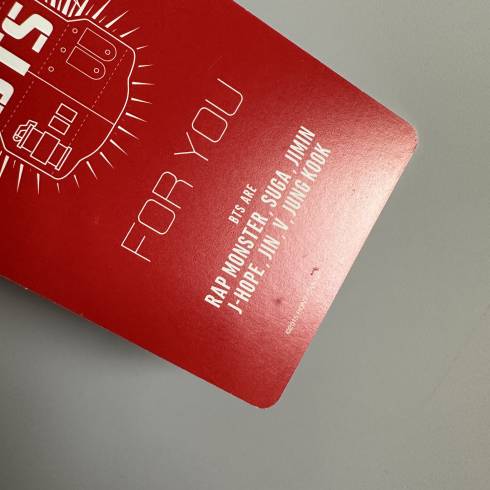 BTS
FOR YOU
BTS ARE
RAP MONSTER, SUGA, JIMIN
J-HOPE, JIN, V, JUNG KOOK